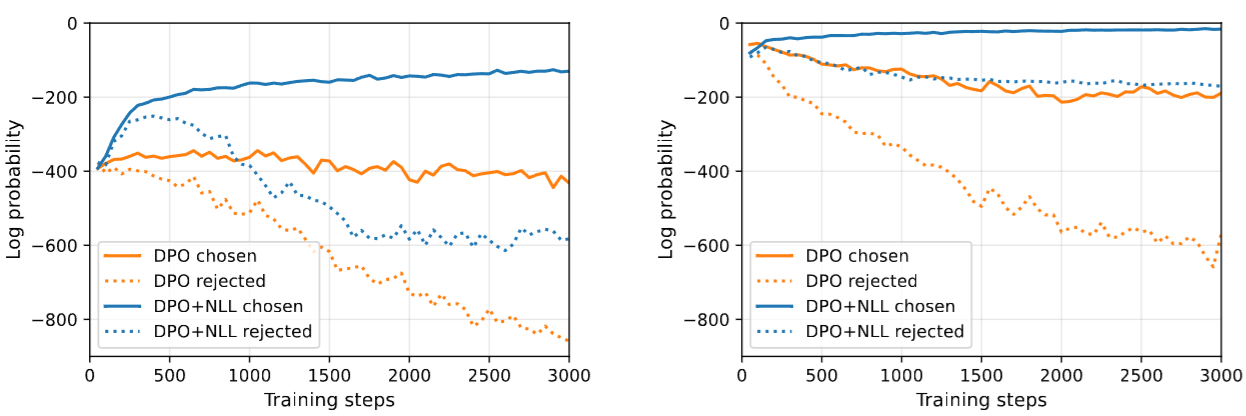 0
−200
−400
−600
−800
Log probability
DPO chosen
DPO rejected
DPO+NLL chosen
DPO+NLL rejected
0 500 1000 1500 2000 2500 3000
Training steps
0
−200
−400
−600
−800
Log probability
DPO chosen
DPO rejected
DPO+NLL chosen
DPO+NLL rejected
0 500 1000 1500 2000 2500 3000
Training steps